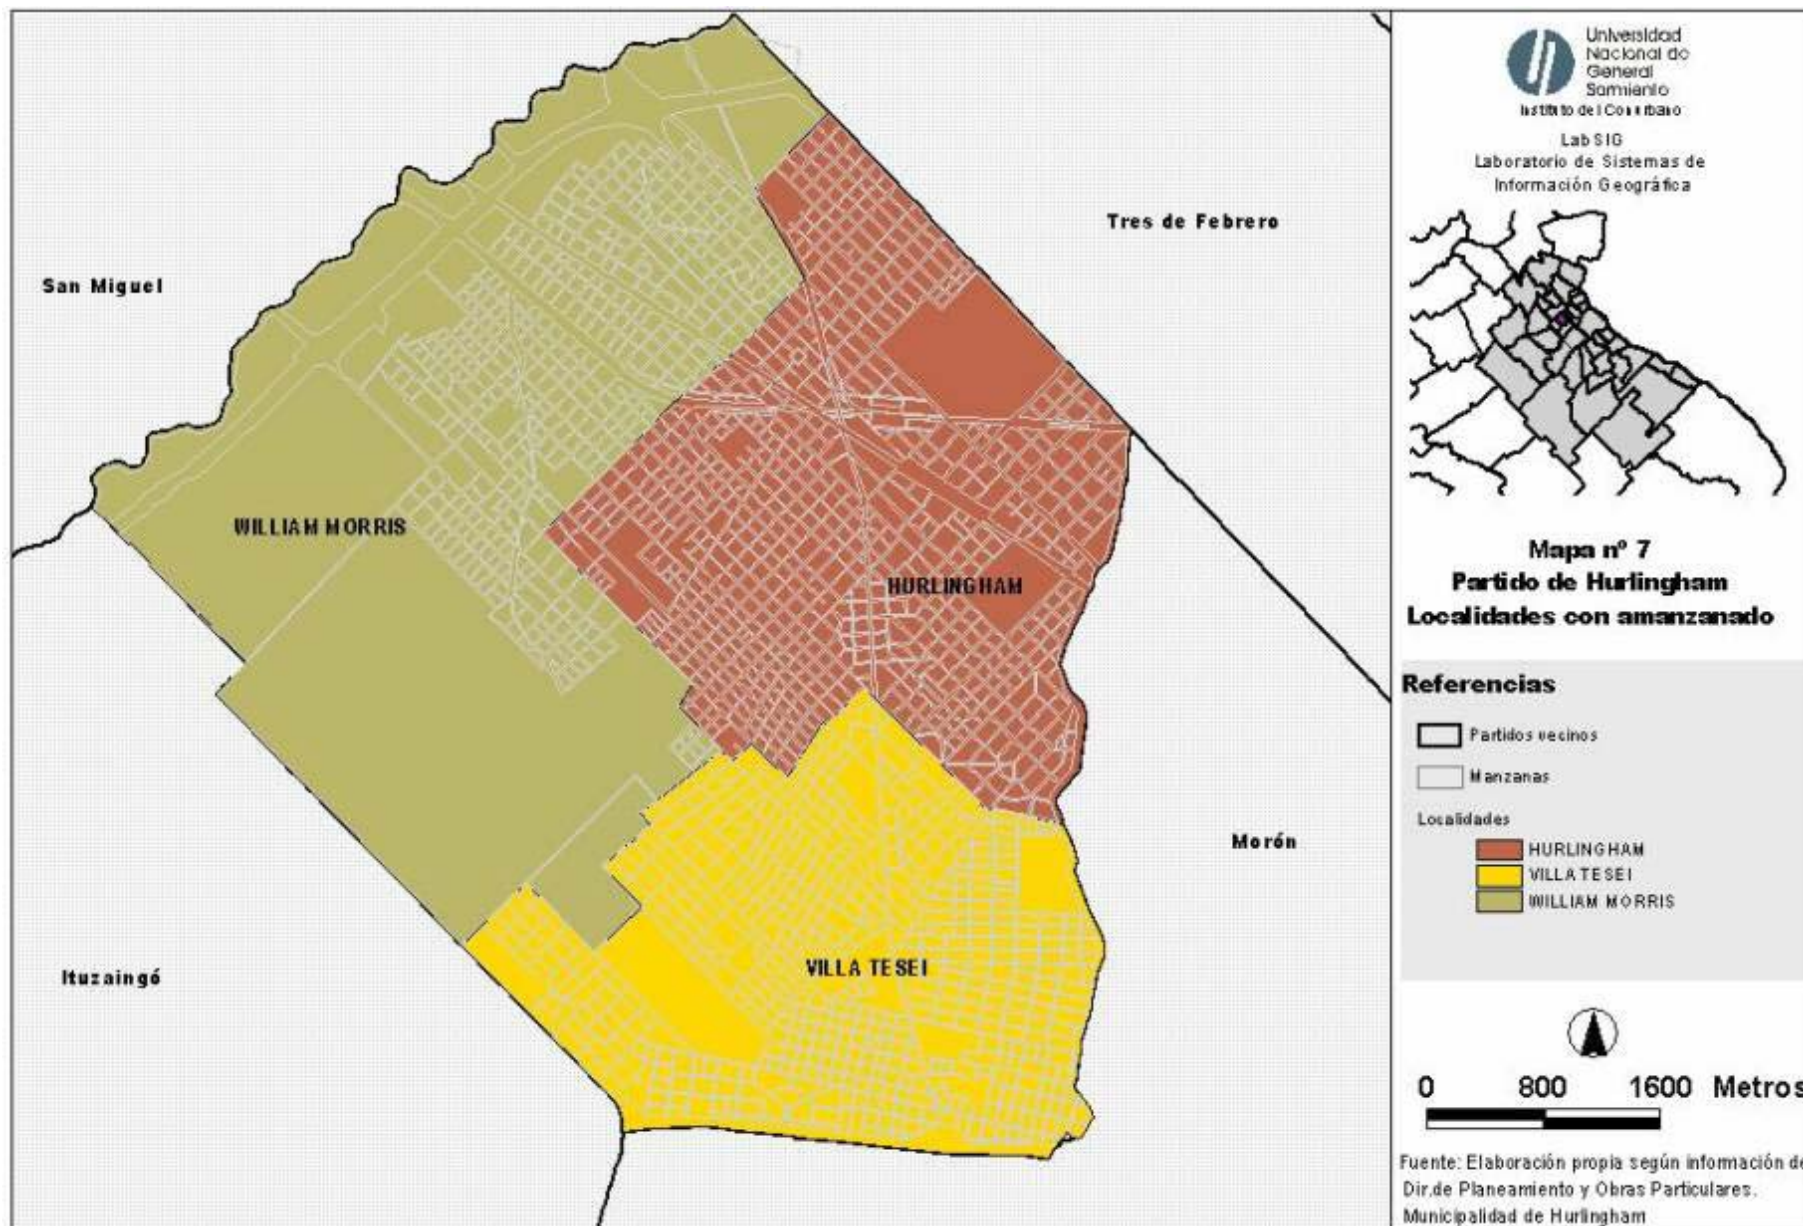 San Miguel
Tres de Febrero
WILLIAM MORRIS
HURLINGHAM
Morón
VILLA TESEI
Ituzaingó
Universidad
Nacional de
General
Sarmiento
Instituto del Conurbano
LabSIG
Laboratorio de Sistemas de
Información Geográfica
Mapa nº 7
Partido de Hurlingham
Localidades con amanzanado
Referencias
Partidos vecinos
Manzanas
Localidades
HURLINGHAM
VILLA TESEI
WILLIAM MORRIS
0 800 1600 Metros
Fuente: Elaboración propia según información de
Dir.de Planeamiento y Obras Particulares.
Municipalidad de Hurlingham